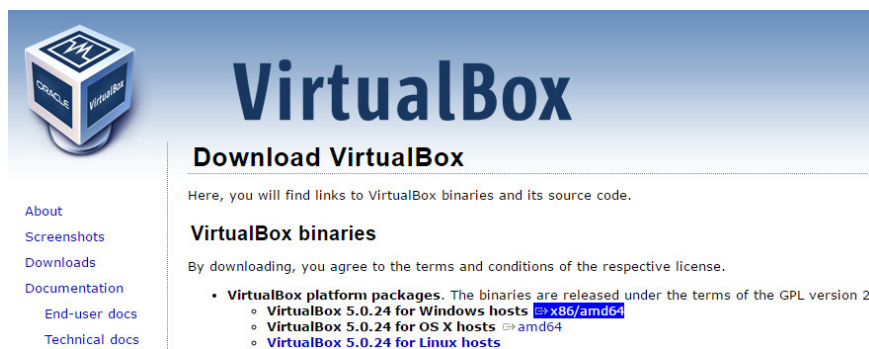 ORACLE
VirtualBox
VirtualBox
Download VirtualBox
Here, you will find links to VirtualBox binaries and its source code.
VirtualBox binaries
By downloading, you agree to the terms and conditions of the respective license.
VirtualBox platform packages. The binaries are released under the terms of the GPL version 2
VirtualBox 5.0.24 for Windows hosts x86/amd64
VirtualBox 5.0.24 for OS X hosts amd64
VirtualBox 5.0.24 for Linux hosts
About
Screenshots
Downloads
Documentation
End-user docs
Technical docs